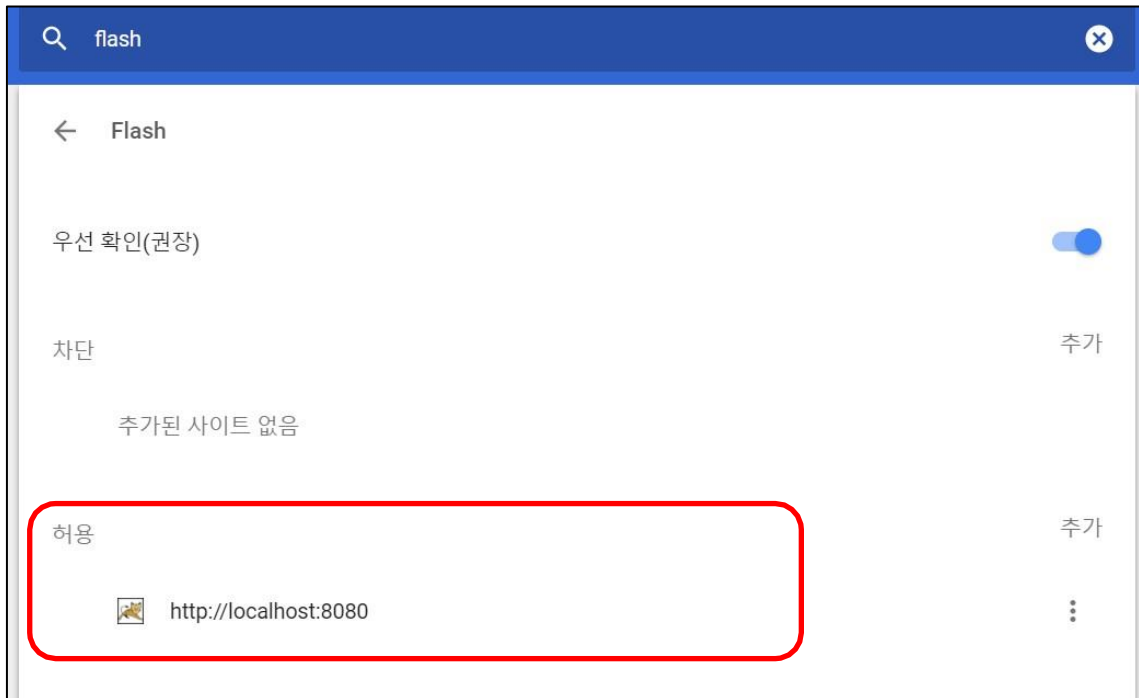 flash
Flash
우선 확인(권장)
차단 추가
추가된 사이트 없음
허용 추가
http://localhost:8080